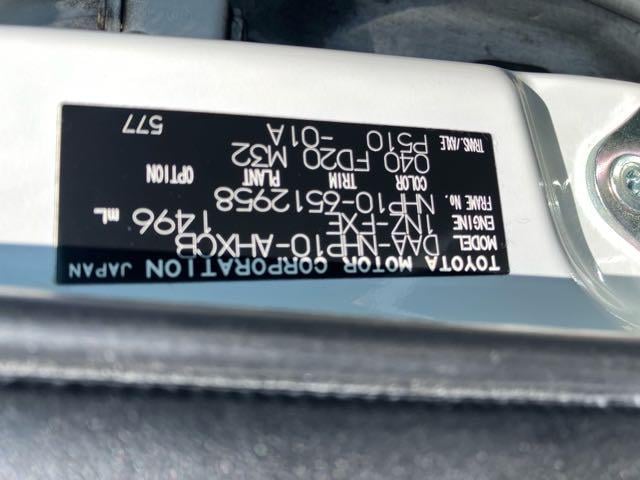 TOYOTA MOTOR CORPORATION JAPAN
MODEL DAA-NHP10-AHXCB
ENGINE 1NZ-FXE 1496 mL
FRAME No. NHP10-6512958
COLOR TRIM PLANT OPTION
040 FD20 M32
TRANS./AXLE P510 -01A
577